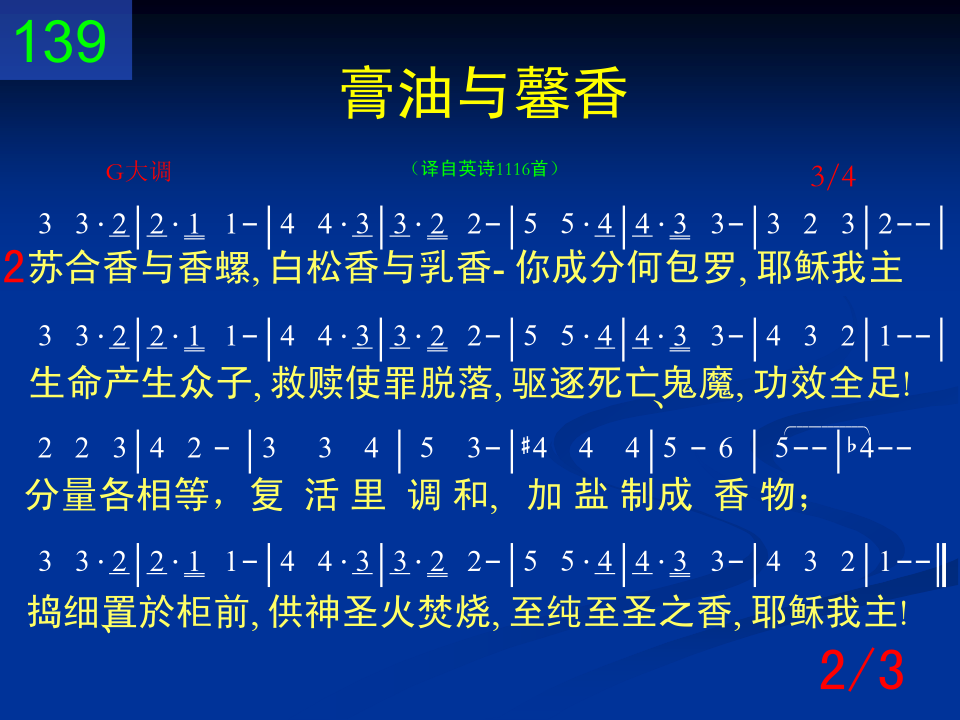 139
膏油与馨香
G大调 （译自英诗1116首） 3/4
3 3·2|2·1 1-|4 4·3|3·2 2-|5 5·4|4·3 3-|3 2 3|2--|
2苏合香与香螺, 白松香与乳香- 你成分何包罗, 耶稣我主
3 3·2|2·1 1-|4 4·3|3·2 2-|5 5·4|4·3 3-|4 3 2|1--|
生命产生众子, 救赎使罪脱落, 驱逐死亡、鬼魔, 功效全足!
2 2 3|4 2 -|3 3 4|5 3-|#4 4 4|5 - 6|5--|♭4--
分量各相等，复 活 里 调 和, 加 盐 制成 香 物；
3 3·2|2·1 1-|4 4·3|3·2 2-|5 5·4|4·3 3-|4 3 2|1--‖
捣细、置於柜前, 供神圣火焚烧, 至纯至圣之香, 耶稣我主!
2/3